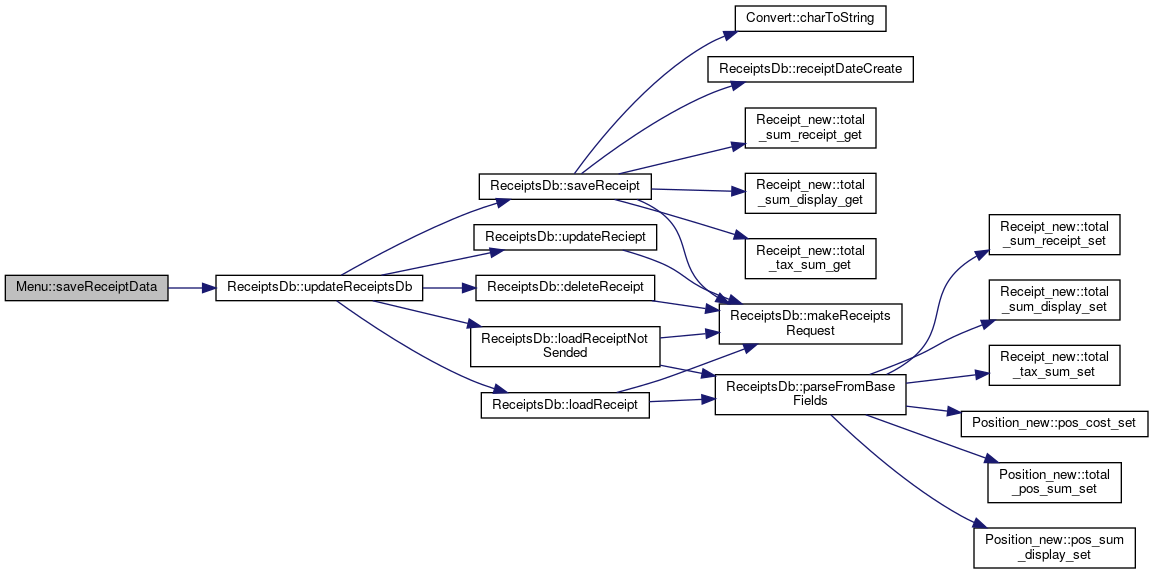 Menu::saveReceiptData
ReceiptsDb::updateReceiptsDb
ReceiptsDb::saveReceipt
ReceiptsDb::updateReciept
ReceiptsDb::deleteReceipt
ReceiptsDb::loadReceiptNot
Sended
ReceiptsDb::loadReceipt
Convert::charToString
ReceiptsDb::receiptDateCreate
Receipt_new::total
_sum_receipt_get
Receipt_new::total
_sum_display_get
Receipt_new::total
_tax_sum_get
ReceiptsDb::makeReceipts
Request
ReceiptsDb::parseFromBase
Fields
Receipt_new::total
_sum_receipt_set
Receipt_new::total
_sum_display_set
Receipt_new::total
_tax_sum_set
Position_new::pos_cost_set
Position_new::total
_pos_sum_set
Position_new::pos_sum
_display_set